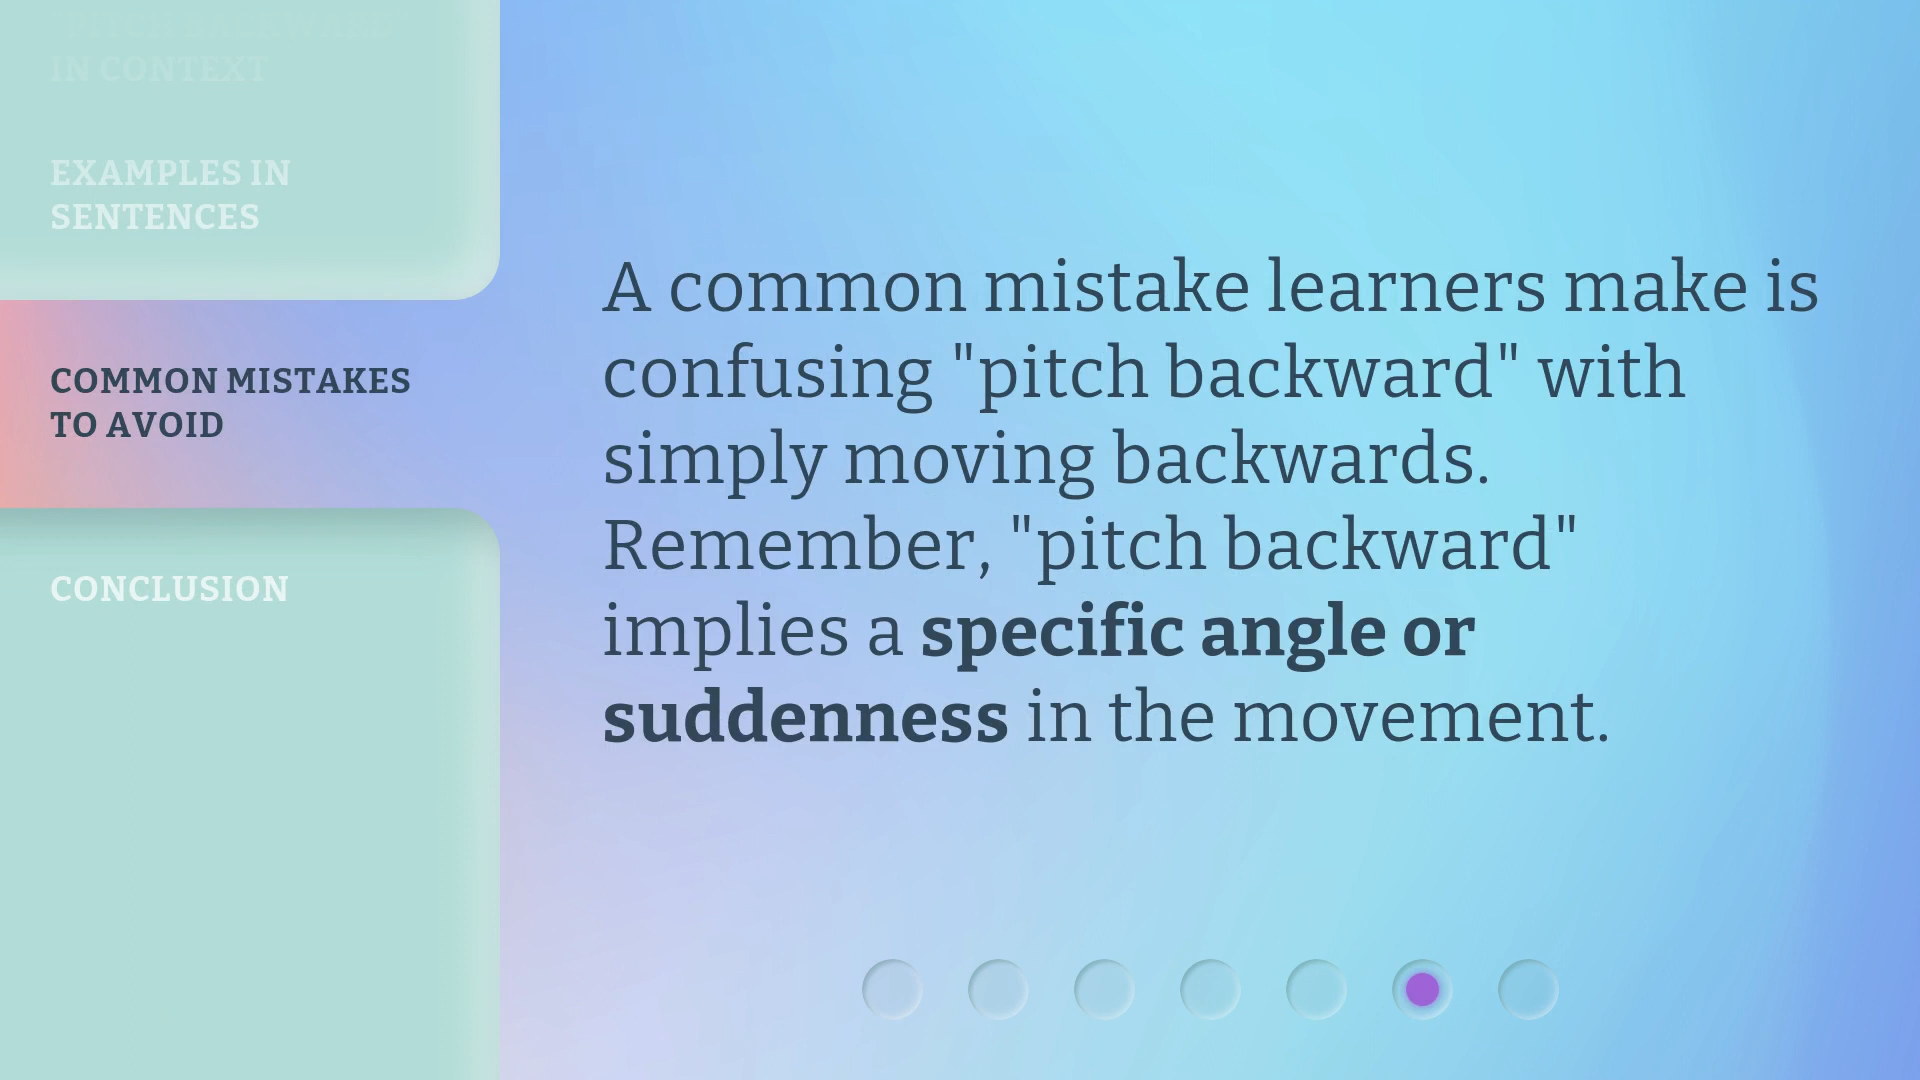 IN CONTEXT
EXAMPLES IN
SENTENCES
COMMON MISTAKES
TO AVOID
CONCLUSION
A common mistake learners make is
confusing "pitch backward" with
simply moving backwards.
Remember, "pitch backward"
implies a specific angle or
suddenness in the movement.